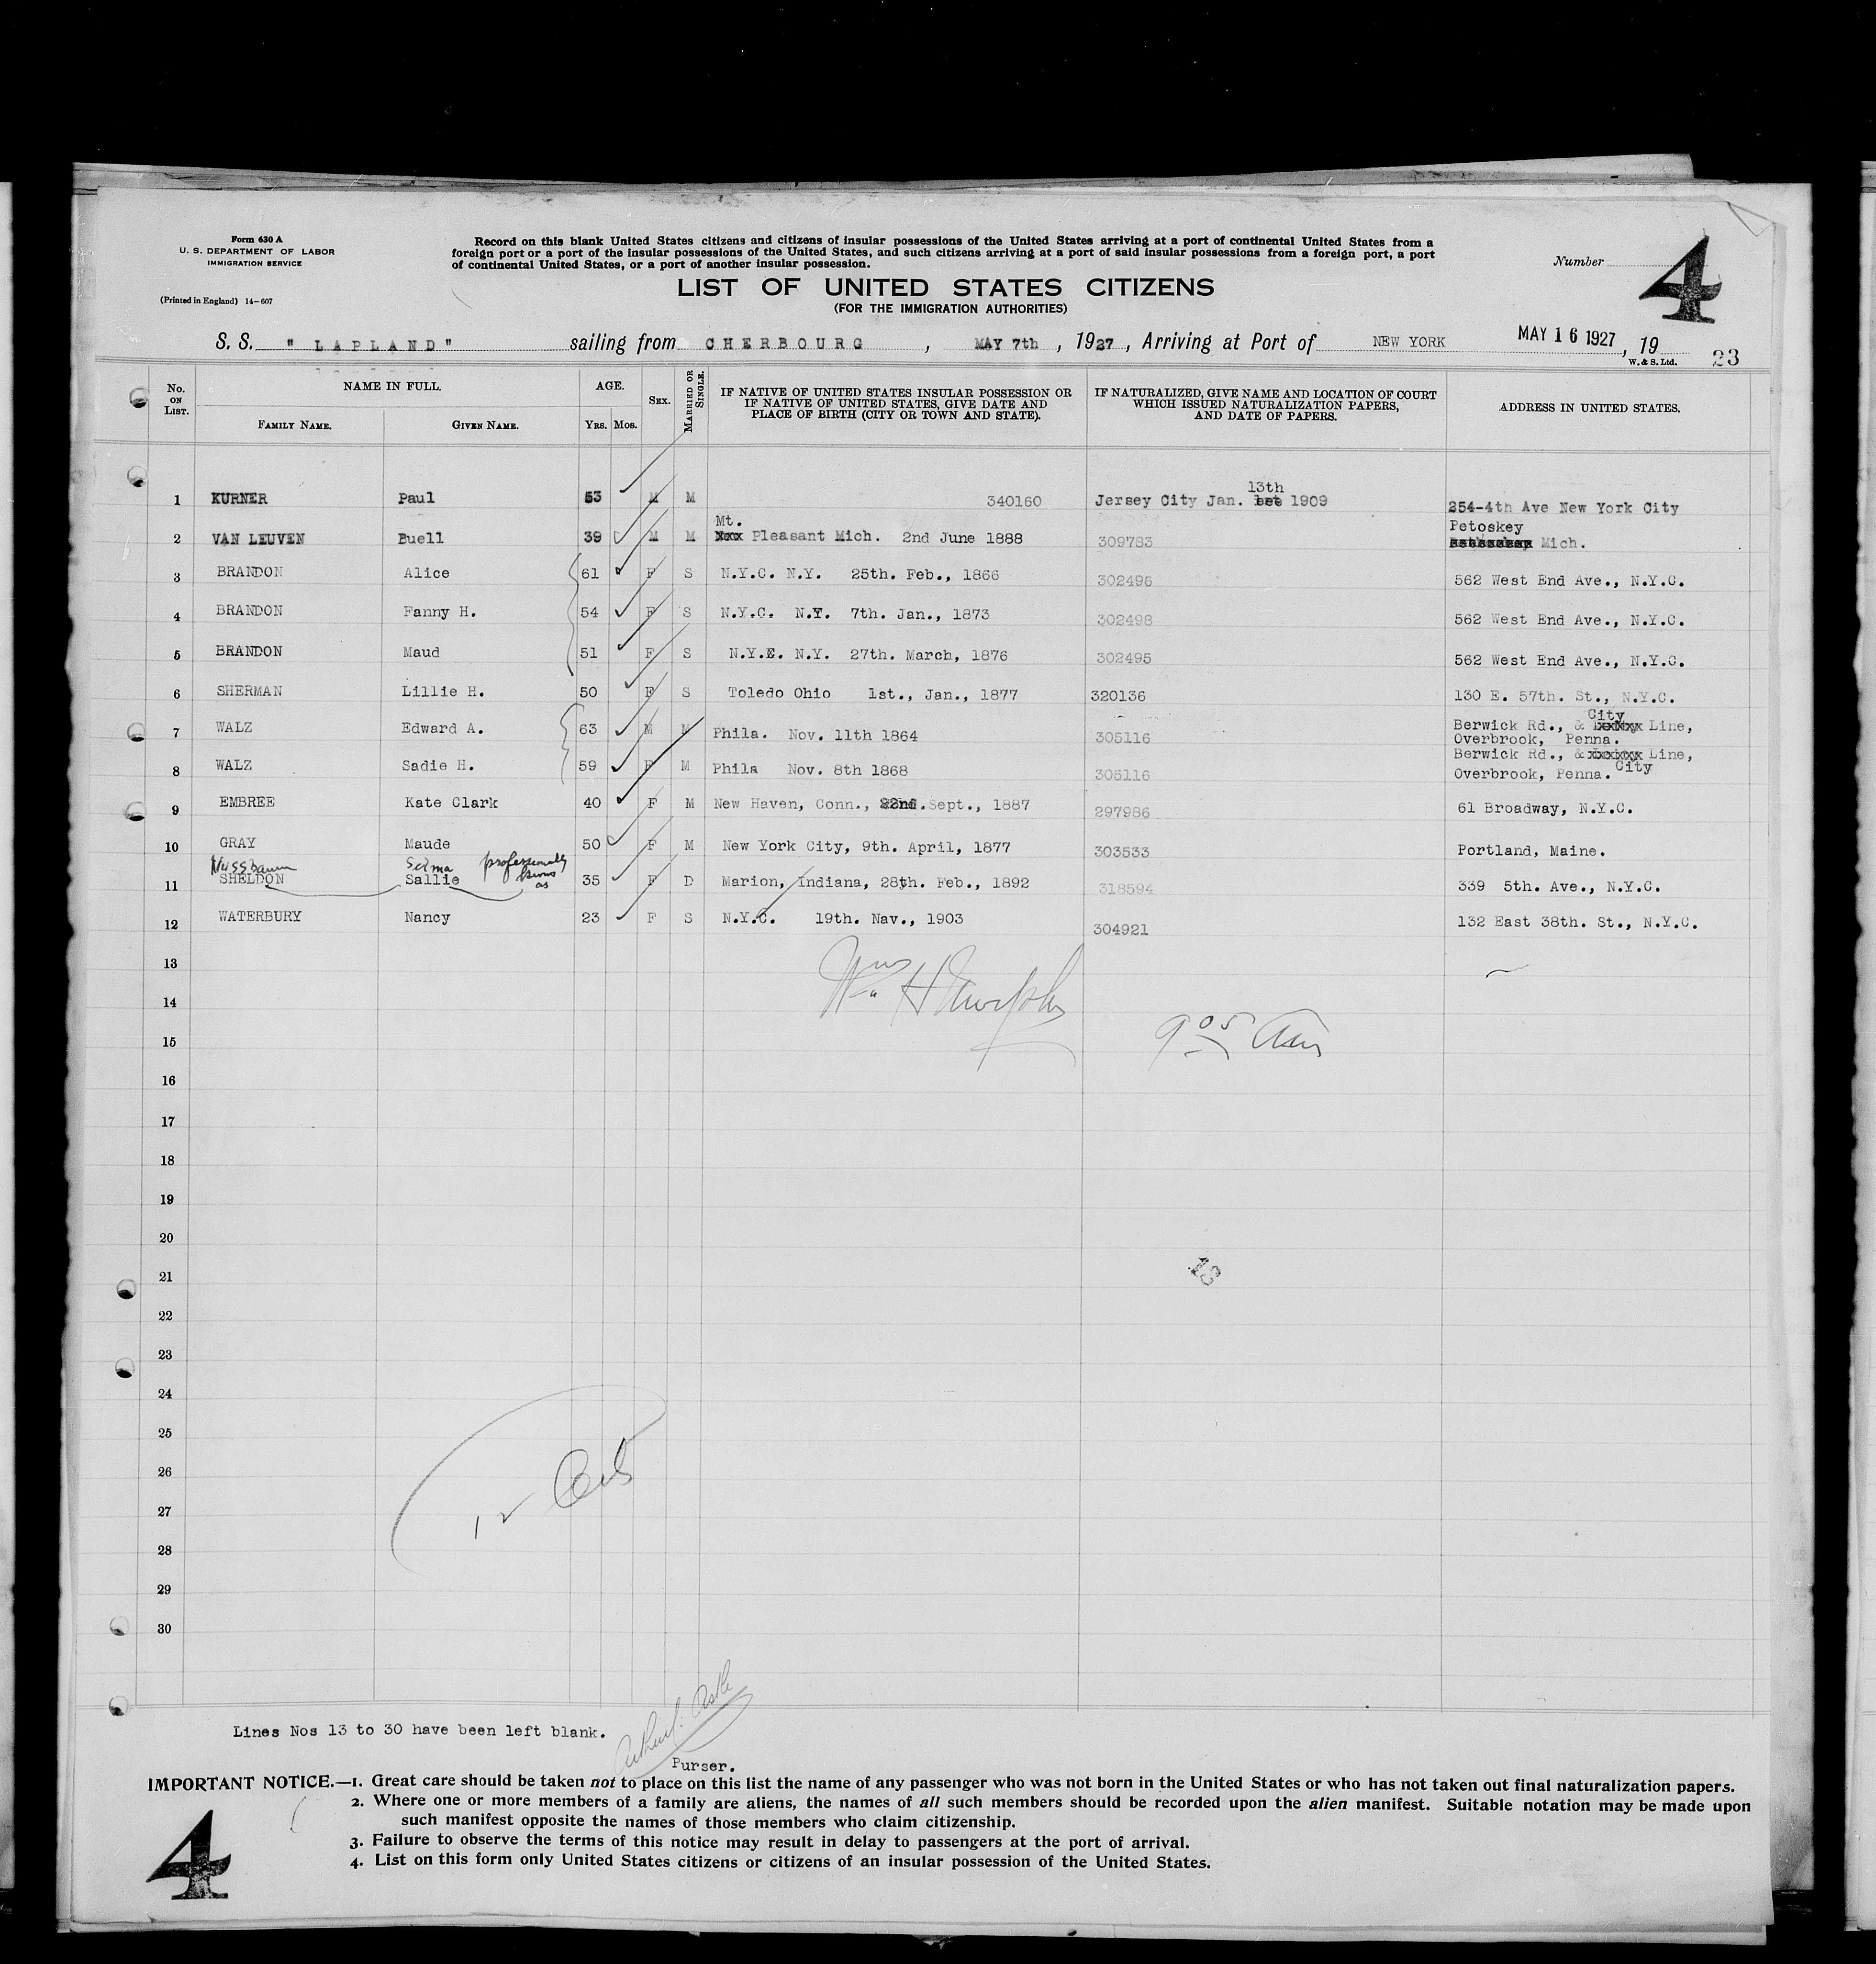 Form 630 A
U. S. DEPARTMENT OF LABOR
IMMIGRATION SERVICE
(Printed in England) 14-607
Record on this blank United States citizens and citizens of insular possessions of the United States arriving at a port of continental United States from a
foreign port or a port of the insular possessions of the United States, and such citizens arriving at a port of said insular possessions from a foreign port, a port
of continental United States, or a port of another insular possession.
Number 4
LIST OF UNITED STATES CITIZENS
(FOR THE IMMIGRATION AUTHORITIES)
S. S. "LAPLAND" sailing from CHERBOURG, MAY 7th, 1927, Arriving at Port of NEW YORK MAY 16 1927, 19
W. & S. Ltd. 23
No. ON LIST. NAME IN FULL. AGE. SEX. MARRIED OR SINGLE. IF NATIVE OF UNITED STATES INSULAR POSSESSION OR IF NATIVE OF UNITED STATES, GIVE DATE AND PLACE OF BIRTH (CITY OR TOWN AND STATE). IF NATURALIZED, GIVE NAME AND LOCATION OF COURT WHICH ISSUED NATURALIZATION PAPERS, AND DATE OF PAPERS. ADDRESS IN UNITED STATES.
FAMILY NAME. GIVEN NAME. YRS. MOS.
1 KURNER Paul 53 M M 340160 Jersey City Jan. 13th 1909 254-4th Ave New York City
2 VAN LEUVEN Buell 39 M M Mt. xxx Pleasant Mich. 2nd June 1888 309783 Petoskey Mich.
3 BRANDON Alice 61 F S N.Y.C. N.Y. 25th. Feb., 1866 302496 562 West End Ave., N.Y.C.
4 BRANDON Fanny H. 54 F S N.Y.C. N.Y. 7th. Jan., 1873 302498 562 West End Ave., N.Y.C.
5 BRANDON Maud 51 F S N.Y.E. N.Y. 27th. March, 1876 302495 562 West End Ave., N.Y.C.
6 SHERMAN Lillie H. 50 F S Toledo Ohio 1st., Jan., 1877 320136 130 E. 57th. St., N.Y.C.
7 WALZ Edward A. 63 M M Phila. Nov. 11th 1864 305116 Berwick Rd., & City Line,
Overbrook, Penna.
8 WALZ Sadie H. 59 F M Phila Nov. 8th 1868 305116 Berwick Rd., & City Line,
Overbrook, Penna.
9 EMBREE Kate Clark 40 F M New Haven, Conn., 22nd. Sept., 1887 297986 61 Broadway, N.Y.C.
10 GRAY Maude 50 F M New York City, 9th. April, 1877 303533 Portland, Maine.
Nussbaum Selma professionally known as
11 SHELDON Sallie 35 F D Marion, Indiana, 28th. Feb., 1892 318594 339 5th. Ave., N.Y.C.
12 WATERBURY Nancy 23 F S N.Y.C. 19th. Nav., 1903 304921 132 East 38th. St., N.Y.C.
13
Wm H Murphy
14
905 am
15
16
17
18
19
20
21
22
23
24
25
26
12
27
28
29
30
Lines Nos 13 to 30 have been left blank.
Purser.
IMPORTANT NOTICE.—1. Great care should be taken not to place on this list the name of any passenger who was not born in the United States or who has not taken out final naturalization papers.
2. Where one or more members of a family are aliens, the names of all such members should be recorded upon the alien manifest. Suitable notation may be made upon
such manifest opposite the names of those members who claim citizenship.
3. Failure to observe the terms of this notice may result in delay to passengers at the port of arrival.
4. List on this form only United States citizens or citizens of an insular possession of the United States.
4